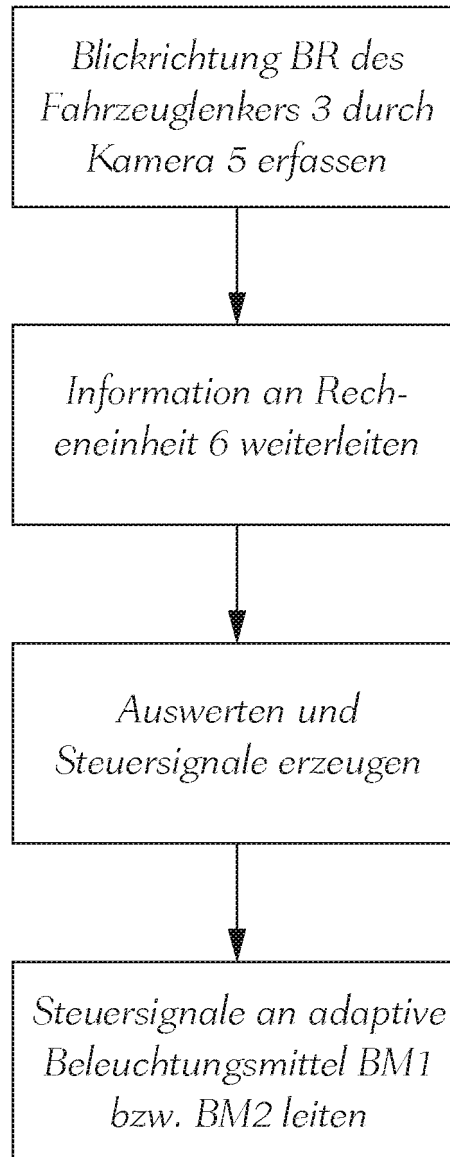 Blickrichtung BR des
Fahrzeuglenkers 3 durch
Kamera 5 erfassen
Information an Rech-
eneinheit 6 weiterleiten
Auswerten und
Steuersignale erzeugen
Steuersignale an adaptive
Beleuchtungsmittel BM1
bzw. BM2 leiten